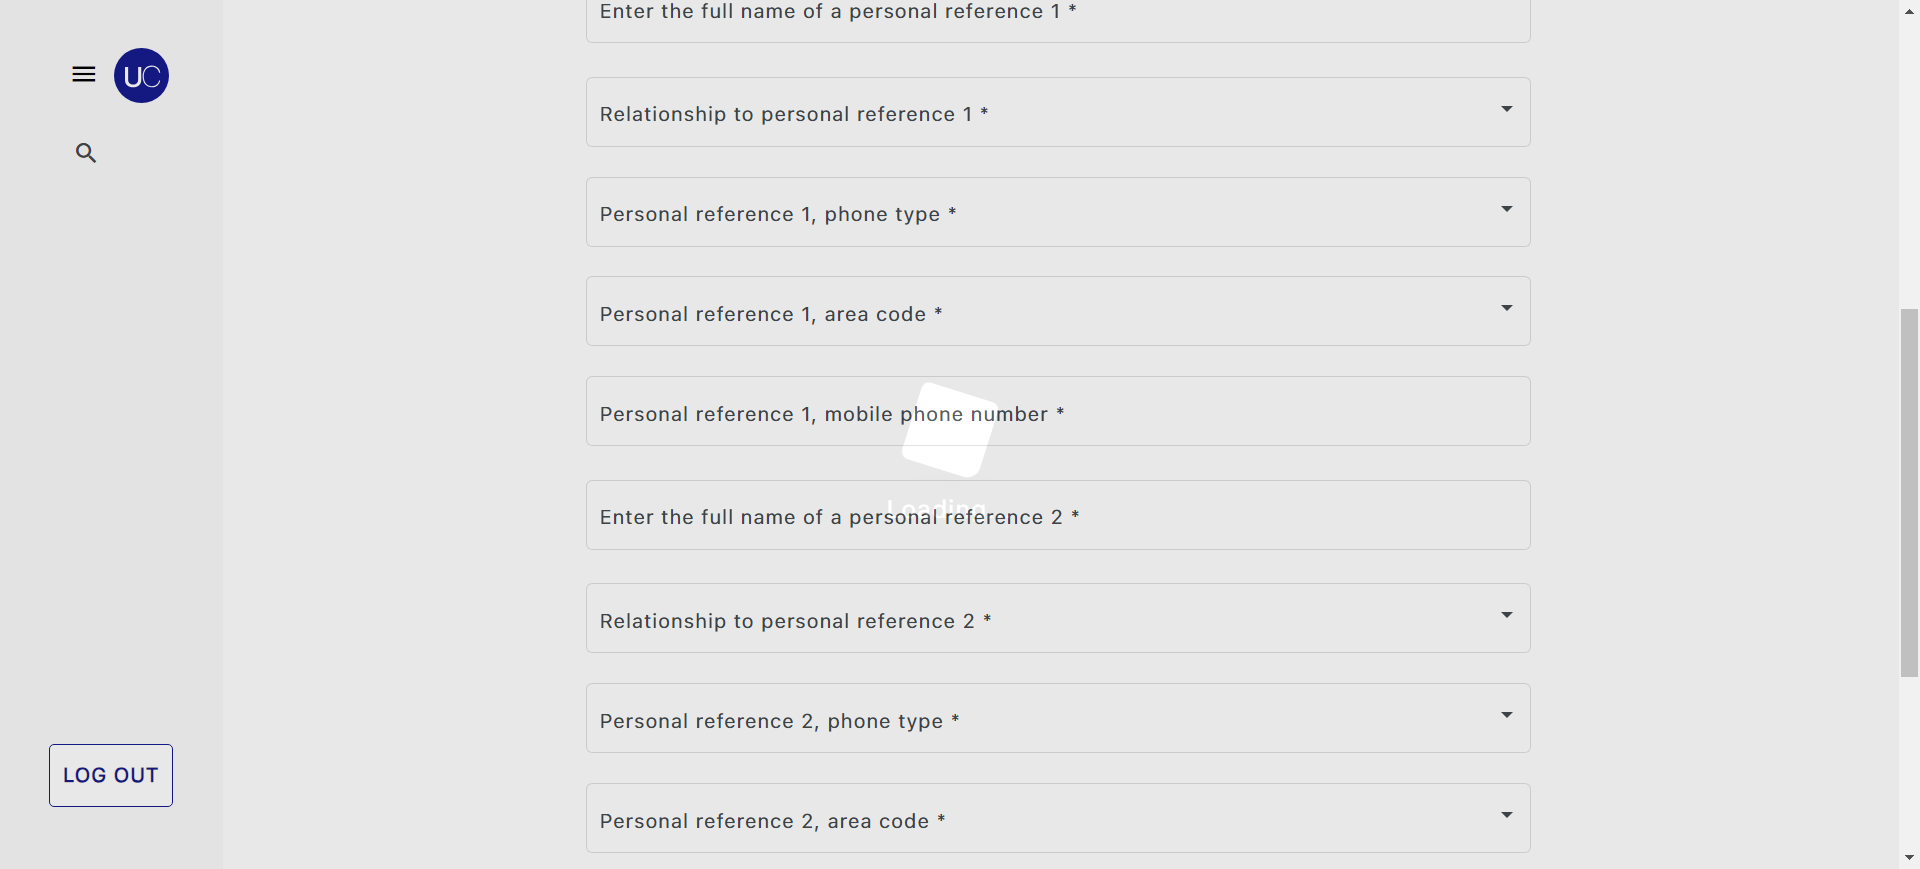 Enter the full name of a personal reference 1 *
UC
Relationship to personal reference 1 *
Personal reference 1, phone type *
Personal reference 1, area code *
Personal reference 1, mobile phone number *
Loading
Enter the full name of a personal reference 2 *
Relationship to personal reference 2 *
Personal reference 2, phone type *
LOG OUT
Personal reference 2, area code *